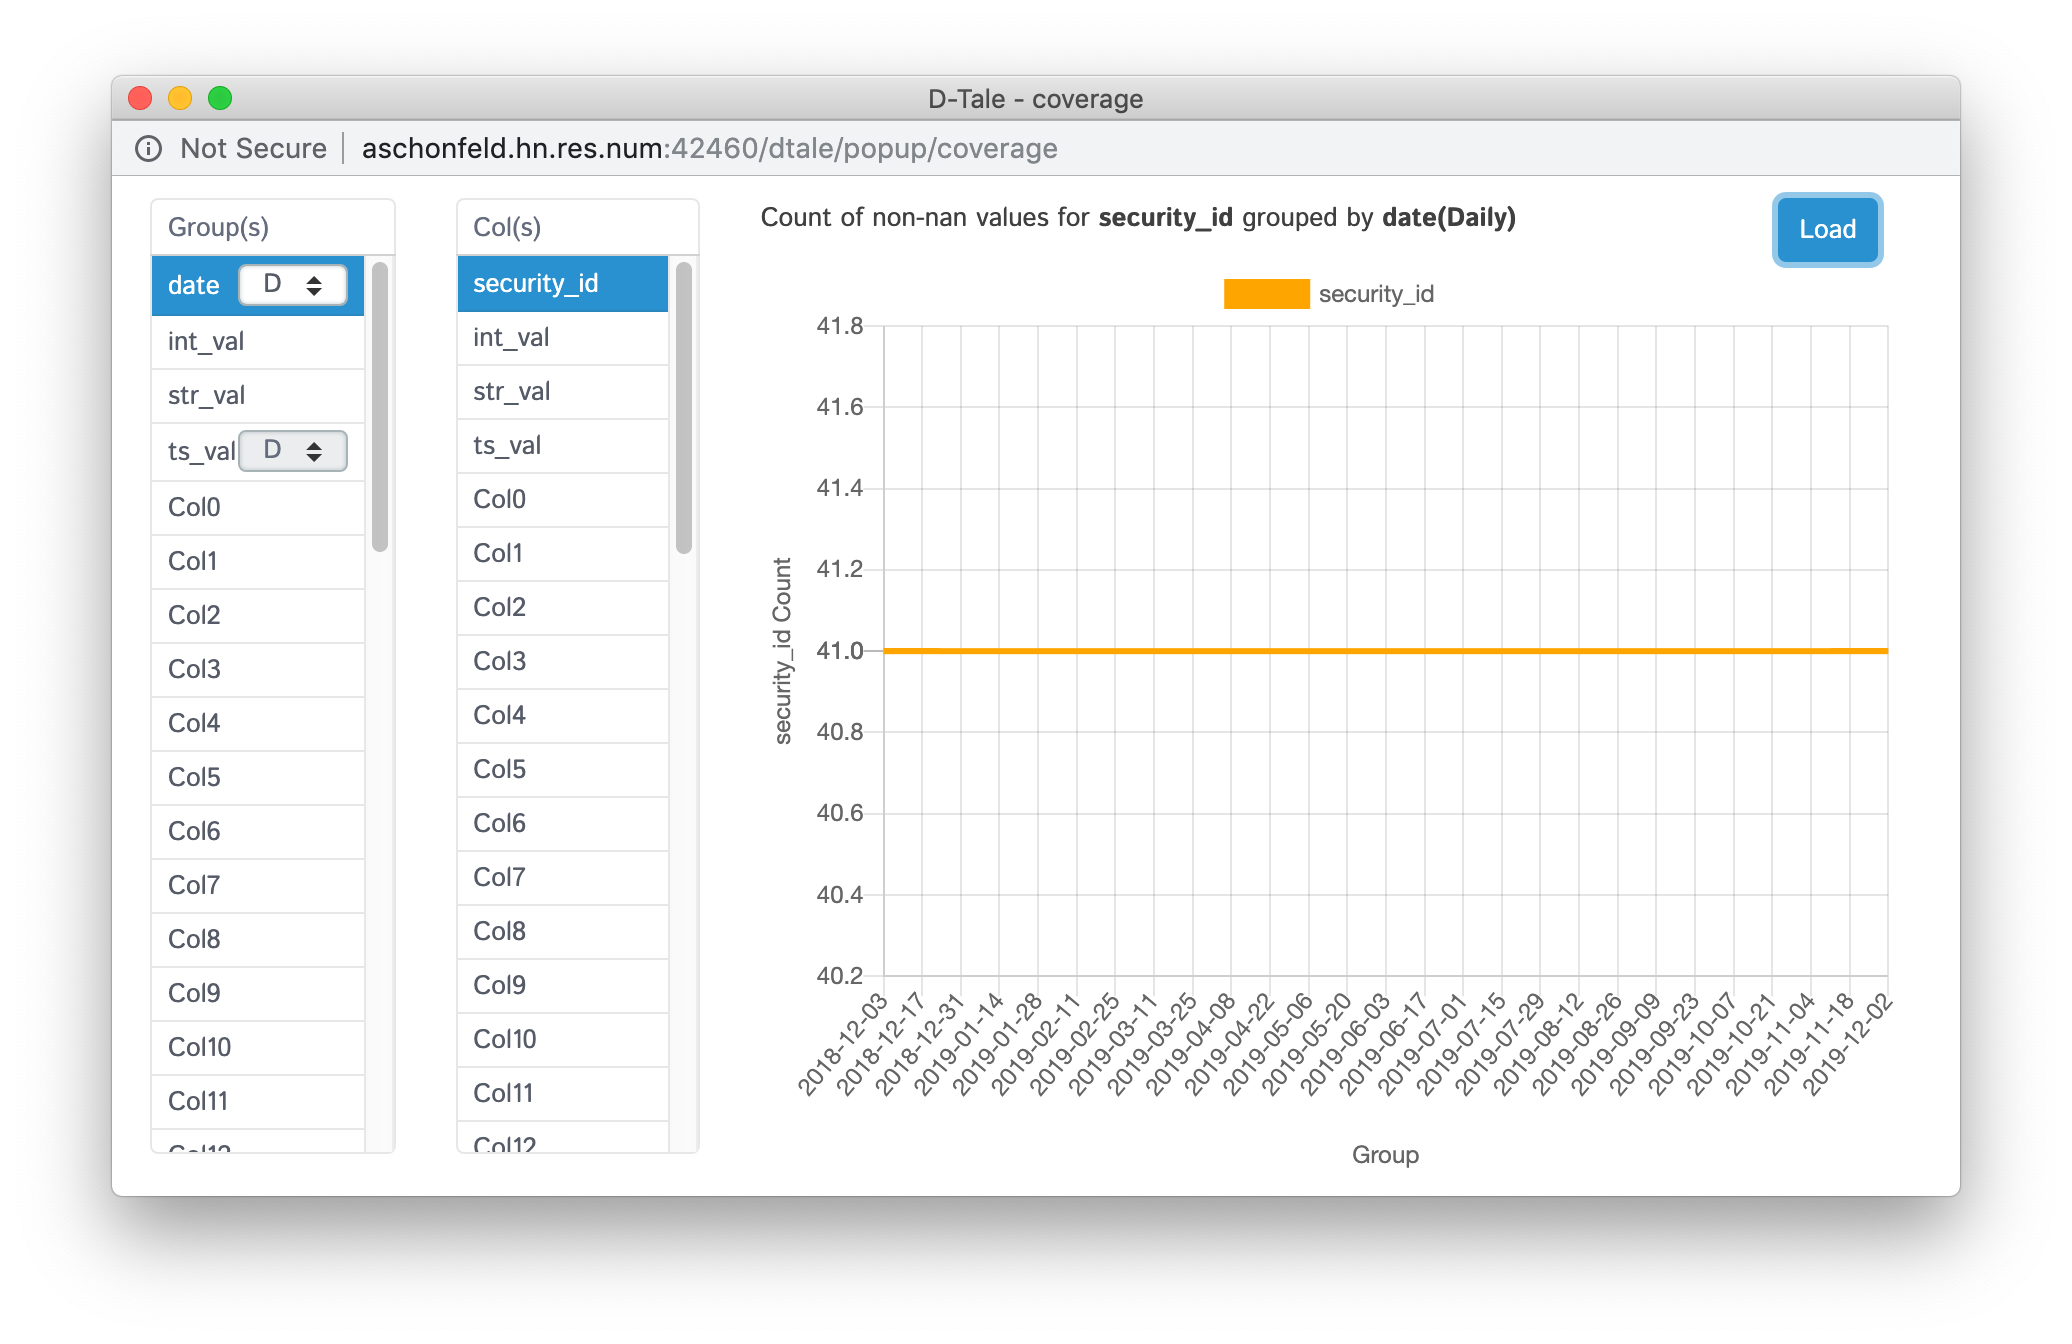 D-Tale - coverage
Not Secure
aschonfeld.hn.res.num:42460/dtale/popup/coverage
Group(s)
date D
int_val
str_val
ts_val D
Col0
Col1
Col2
Col3
Col4
Col5
Col6
Col7
Col8
Col9
Col10
Col11
Col12
Col(s)
security_id
int_val
str_val
ts_val
Col0
Col1
Col2
Col3
Col4
Col5
Col6
Col7
Col8
Col9
Col10
Col11
Col12
Count of non-nan values for security_id grouped by date(Daily)
Load
security_id
security_id Count
41.8
41.6
41.4
41.2
41.0
40.8
40.6
40.4
40.2
2018-12-03
2018-12-17
2018-12-31
2019-01-14
2019-01-28
2019-02-11
2019-02-25
2019-03-11
2019-03-25
2019-04-08
2019-04-22
2019-05-06
2019-05-20
2019-06-03
2019-06-17
2019-07-01
2019-07-15
2019-07-29
2019-08-12
2019-08-26
2019-09-09
2019-09-23
2019-10-07
2019-10-21
2019-11-04
2019-11-18
2019-12-02
Group